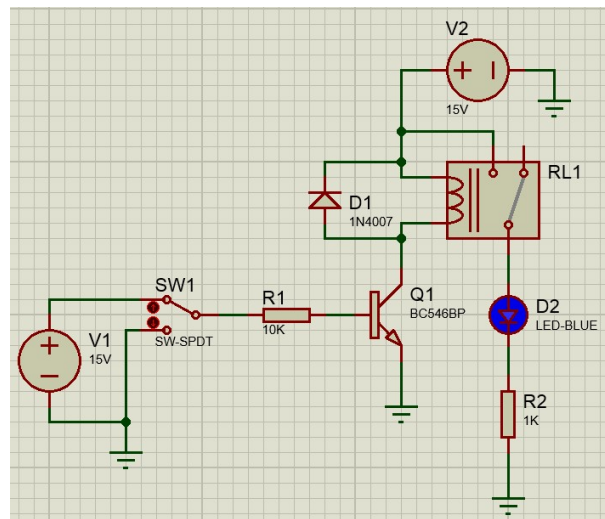 V2
15V
RL1
D1
1N4007
SW1
R1
10K
Q1
BC546BP
SW-SPDT
V1
15V
D2
LED-BLUE
R2
1K